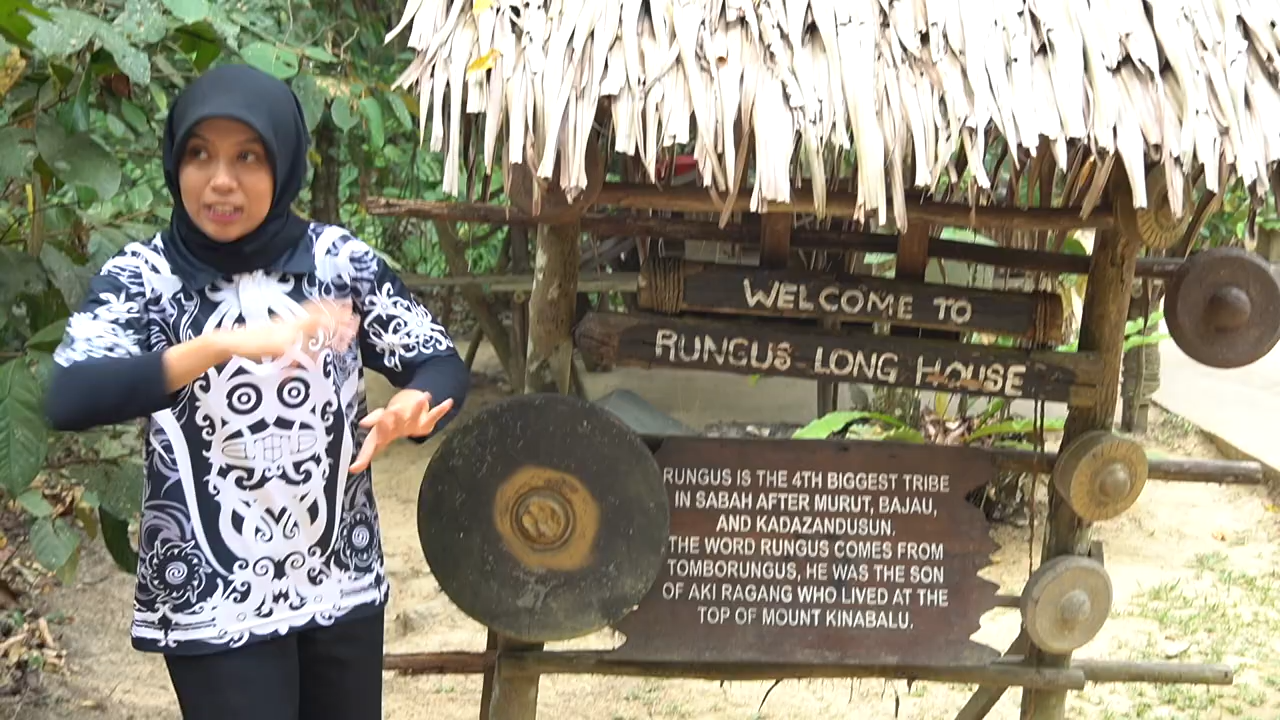 WELCOME TO
RUNGUS LONG HOUSE
RUNGUS IS THE 4TH BIGGEST TRIBE
IN SABAH AFTER MURUT, BAJAU,
AND KADAZANDUSUN.
THE WORD RUNGUS COMES FROM
TOMBORUNGUS, HE WAS THE SON
OF AKI RAGANG WHO LIVED AT THE
TOP OF MOUNT KINABALU.